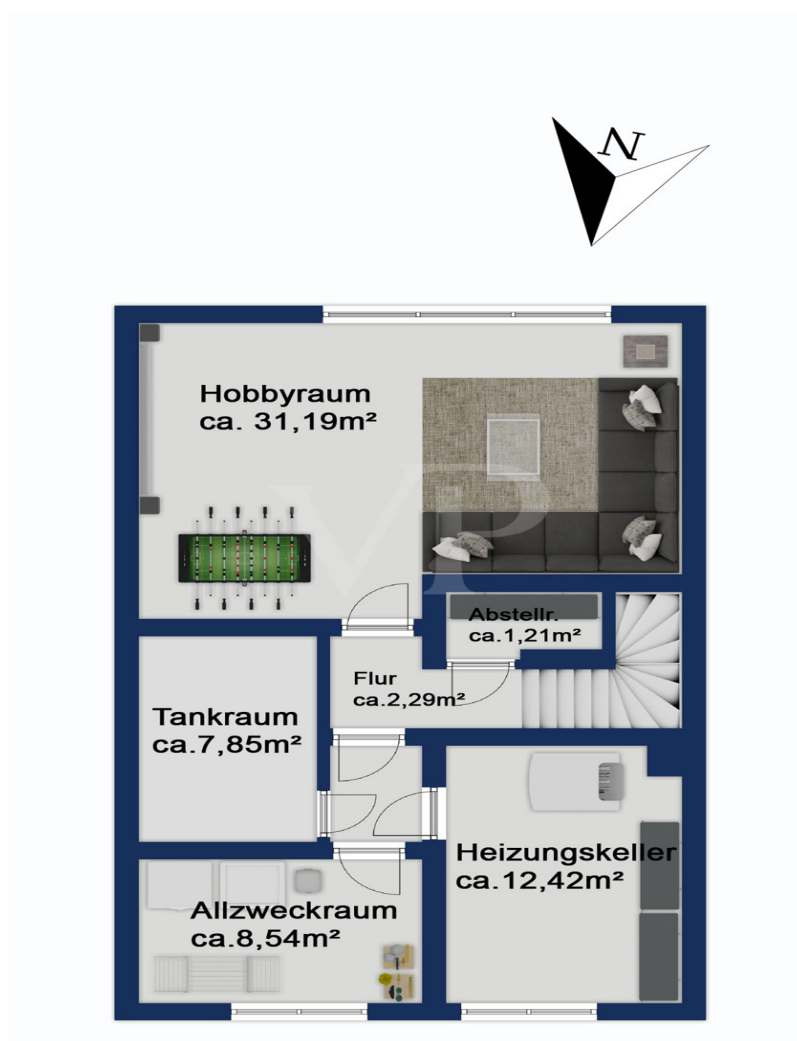 N
Hobbyraum
ca. 31,19m²
VP
Abstellr.
ca.1,21m²
Flur
ca.2,29m²
Tankraum
ca.7,85m²
Heizungskeller
ca.12,42m²
Allzweckraum
ca.8,54m²